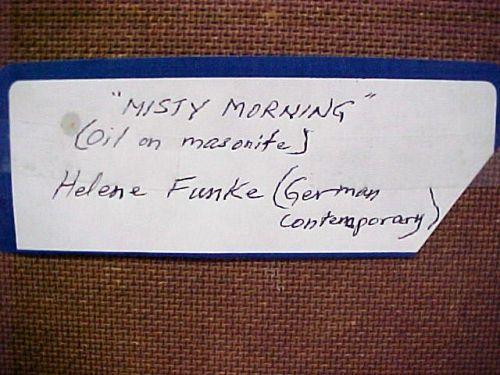 "MISTY MORNING"
(Oil on masonite)
Helene Funke (German
contemporary)